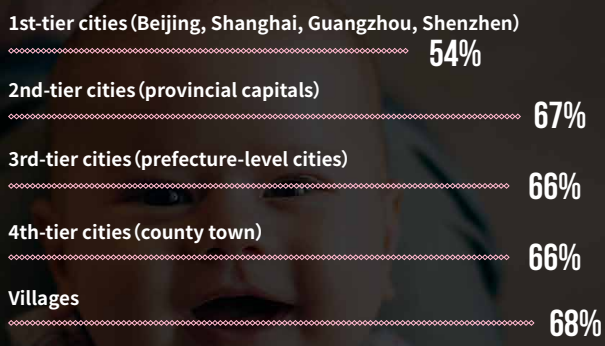 1st-tier cities（Beijing, Shanghai, Guangzhou, Shenzhen）
54%
2nd-tier cities（provincial capitals）
67%
3rd-tier cities（prefecture-level cities）
66%
4th-tier cities（county town）
66%
Villages
68%